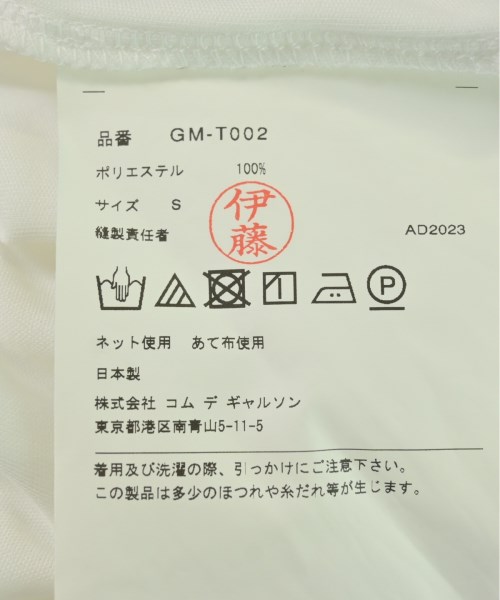 品番 GM-T002
ポリエステル 100%
サイズ S
伊藤
縫製責任者 AD2023
P
ネット使用 あて布使用
日本製
株式会社 コム デ ギャルソン
東京都港区南青山5-11-5
着用及び洗濯の際、引っかけにご注意下さい。
この製品は多少のほつれや糸だれ等が生じます。